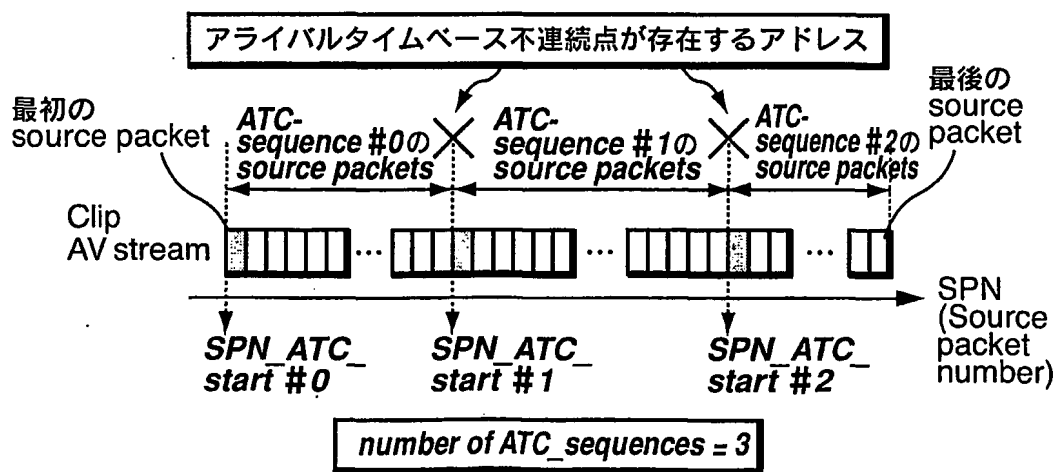 アライバルタイムベース不連続点が存在するアドレス
最初の
source packet
ATC-
sequence #0の
source packets
ATC-
sequence #1の
source packets
ATC-
sequence #2の
source packets
最後の
source
packet
Clip
AV stream
...
...
...
SPN
(Source
packet
number)
SPN_ATC_
start #0
SPN_ATC_
start #1
SPN_ATC_
start #2
number of ATC_sequences = 3